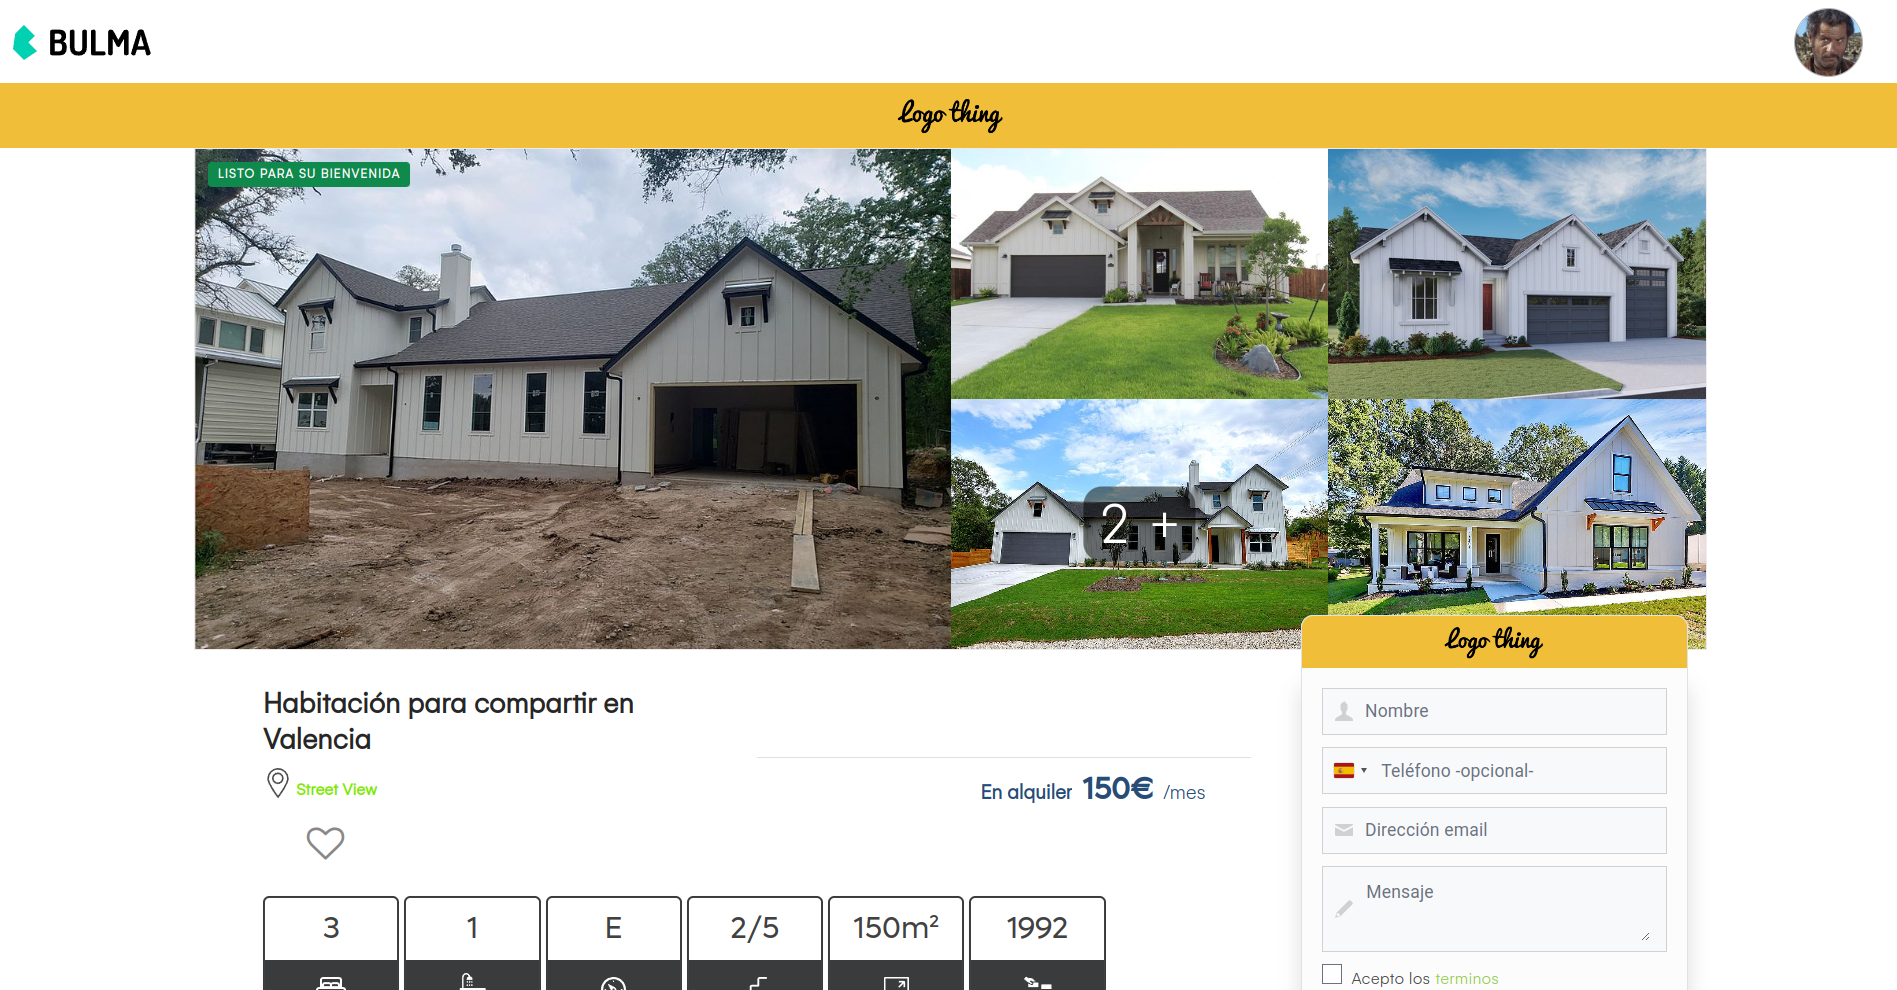 BULMA
Logo thing
LISTO PARA SU BIENVENIDA
2 +
Logo thing
Habitación para compartir en
Valencia
Street View
En alquiler 150€ /mes
3
1
E
2/5
150m²
1992
Nombre
Teléfono -opcional-
Dirección email
Mensaje
Acepto los terminos